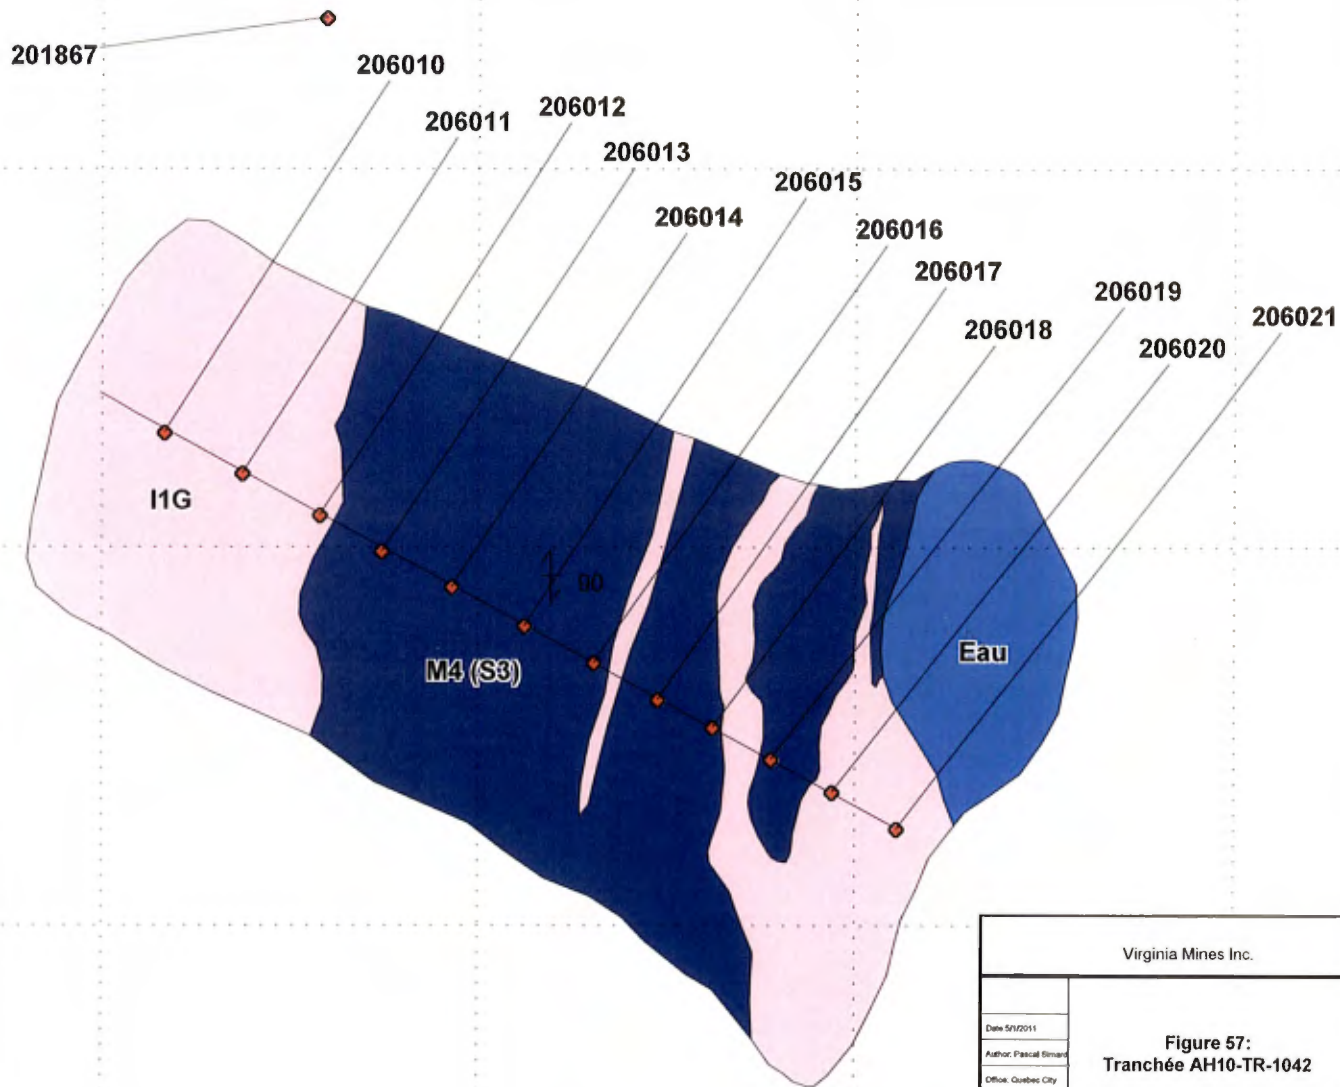 201867
206010
206011
206012
206013
206014
206015
206016
206017
206018
206019
206020
206021
I1G
90
M4 (S3)
Eau
Virginia Mines Inc.
Date 5/1/2011
Author: Pascal Simard
Office: Quebec City
Figure 57:
Tranchée AH10-TR-1042